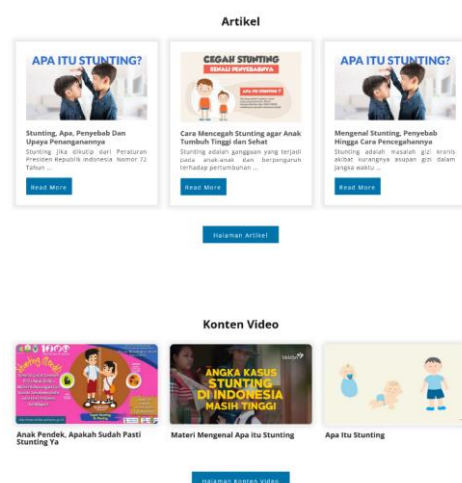 Artikel
APA ITU STUNTING?
Stunting, Apa, Penyebab Dan
Upaya Penanganannya
Stunting jika dikutip dari Peraturan
Presiden Republik Indonesia Nomor 72
Tahun ...
Read More
CEGAH STUNTING
KENALI PENYEBABNYA
APA ITU STUNTING ?
Cara Mencegah Stunting agar Anak
Tumbuh Tinggi dan Sehat
Stunting adalah gangguan yang terjadi
pada anak-anak dan berpengaruh
terhadap pertumbuhan ...
Read More
APA ITU STUNTING?
Mengenal Stunting, Penyebab
Hingga Cara Pencegahannya
Stunting adalah masalah gizi kronis
akibat kurangnya asupan gizi dalam
jangka waktu ...
Read More
Halaman Artikel
Konten Video
Anak Pendek, Apakah Sudah Pasti
Stunting Ya
ANGKA KASUS
STUNTING
DI INDONESIA
MASIH TINGGI
Materi Mengenal Apa itu Stunting
Apa Itu Stunting
Halaman Konten Video